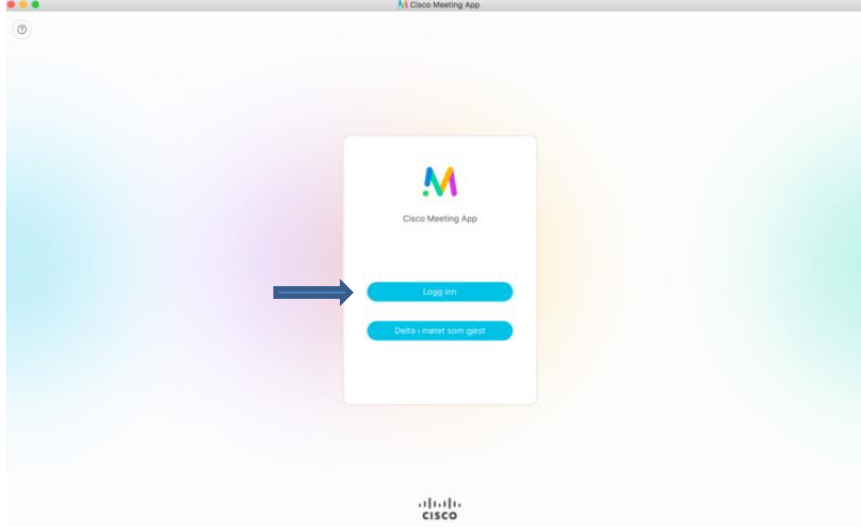 Cisco Meeting App
?
Cisco Meeting App
Logg inn
Delta i møtet som gjest
CISCO